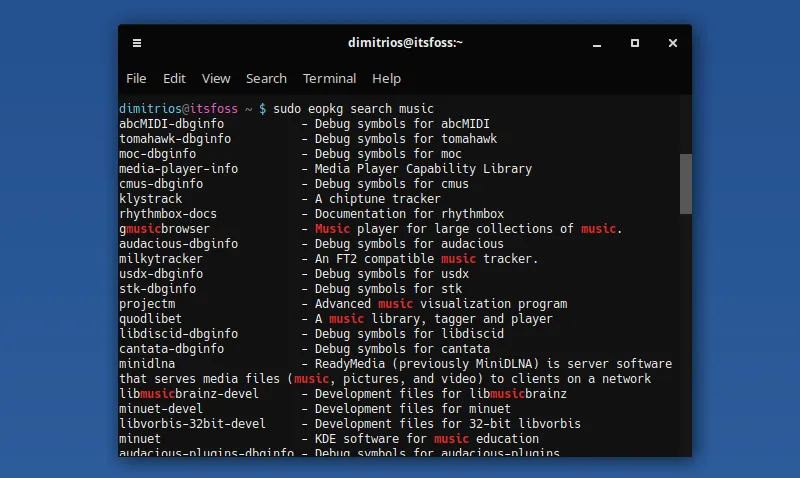 dimitrios@itsfoss:~
File Edit View Search Terminal Help
dimitrios@itsfoss ~ $ sudo eopkg search music
abcMIDI-dbginfo - Debug symbols for abcMIDI
tomahawk-dbginfo - Debug symbols for tomahawk
moc-dbginfo - Debug symbols for moc
media-player-info - Media Player Capability Library
cmus-dbginfo - Debug symbols for cmus
klystrack - A chiptune tracker
rhythmbox-docs - Documentation for rhythmbox
gmusicbrowser - Music player for large collections of music.
audacious-dbginfo - Debug symbols for audacious
milkytracker - An FT2 compatible music tracker.
usdx-dbginfo - Debug symbols for usdx
stk-dbginfo - Debug symbols for stk
projectm - Advanced music visualization program
quodlibet - A music library, tagger and player
libdiscid-dbginfo - Debug symbols for libdiscid
cantata-dbginfo - Debug symbols for cantata
minidlna - ReadyMedia (previously MiniDLNA) is server software
that serves media files (music, pictures, and video) to clients on a network
libmusicbrainz-devel - Development files for libmusicbrainz
minuet-devel - Development files for minuet
libvorbis-32bit-devel - Development files for 32-bit libvorbis
minuet - KDE software for music education
audacious-plugins-dbginfo - Debug symbols for audacious-plugins